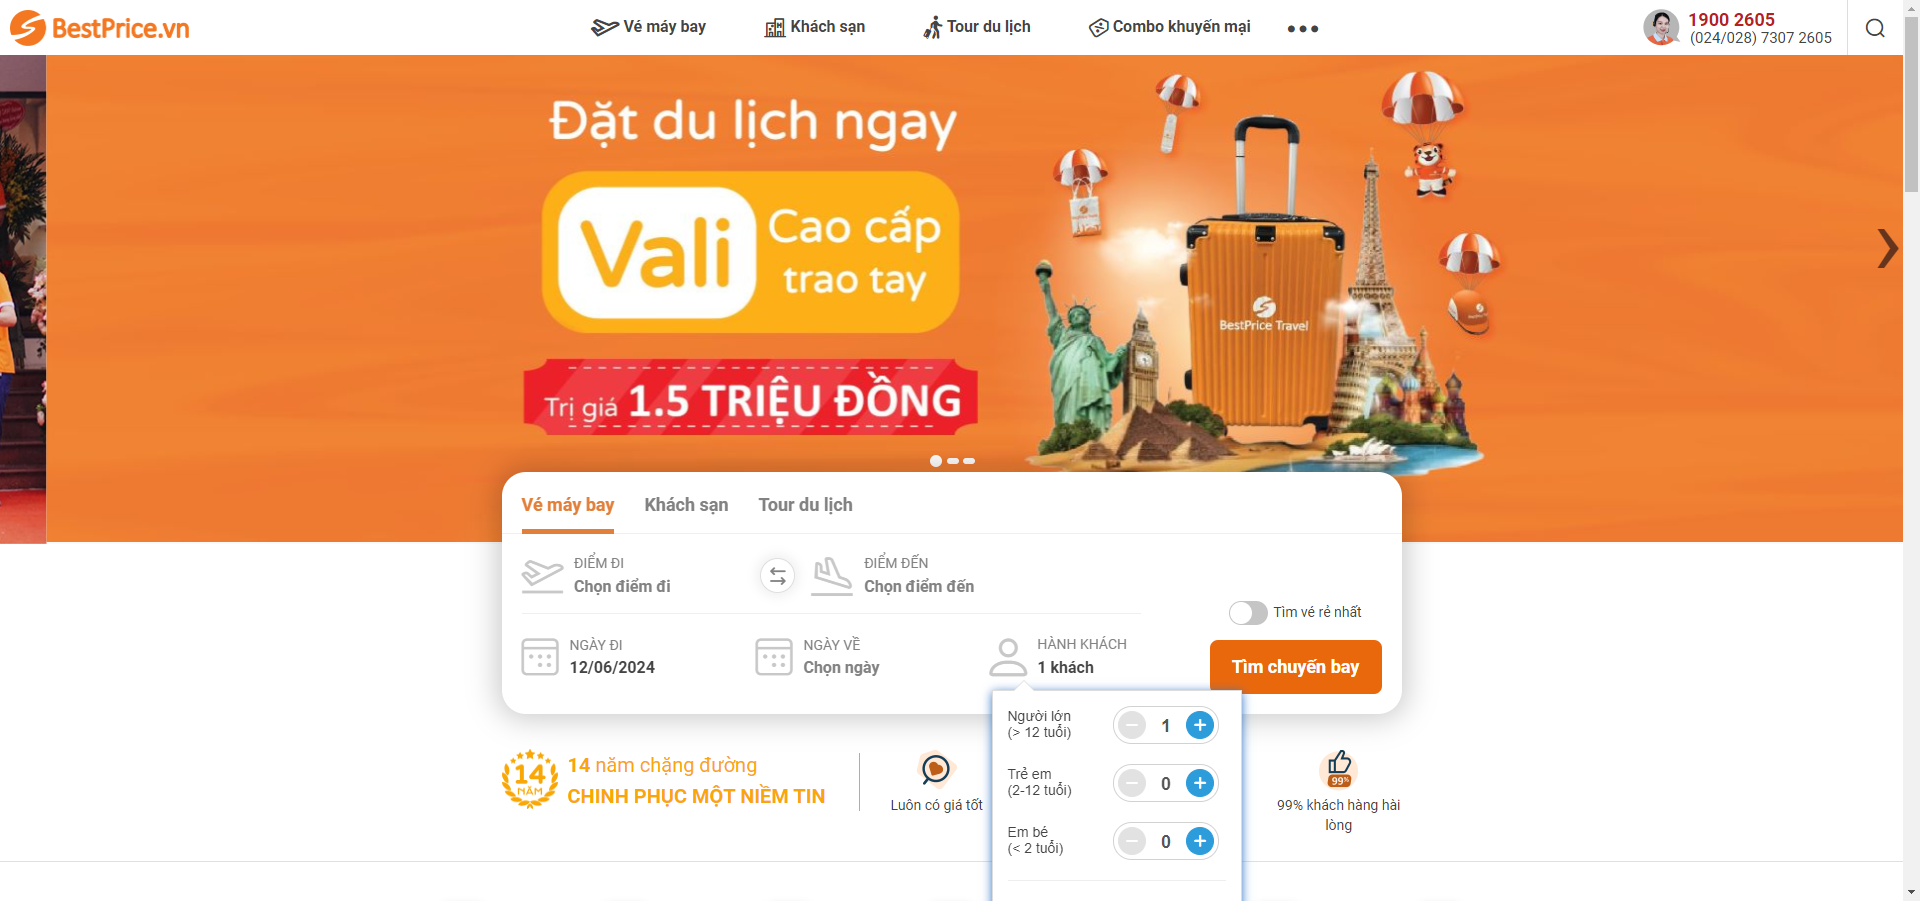 BestPrice.vn
Vé máy bay
Khách sạn
Tour du lịch
Combo khuyến mại
1900 2605
(024/028) 7307 2605
Đặt du lịch ngay
Vali
Cao cấp
trao tay
Trị giá 1.5 TRIỆU ĐỒNG
BestPrice Travel
Vé máy bay
Khách sạn
Tour du lịch
ĐIỂM ĐI
Chọn điểm đi
ĐIỂM ĐẾN
Chọn điểm đến
Tìm vé rẻ nhất
NGÀY ĐI
12/06/2024
NGÀY VỀ
Chọn ngày
HÀNH KHÁCH
1 khách
Tìm chuyến bay
Người lớn
(> 12 tuổi)
1
Trẻ em
(2-12 tuổi)
0
Em bé
(< 2 tuổi)
0
14
NĂM
14 năm chặng đường
CHINH PHỤC MỘT NIỀM TIN
Luôn có giá tốt
99%
99% khách hàng hài
lòng